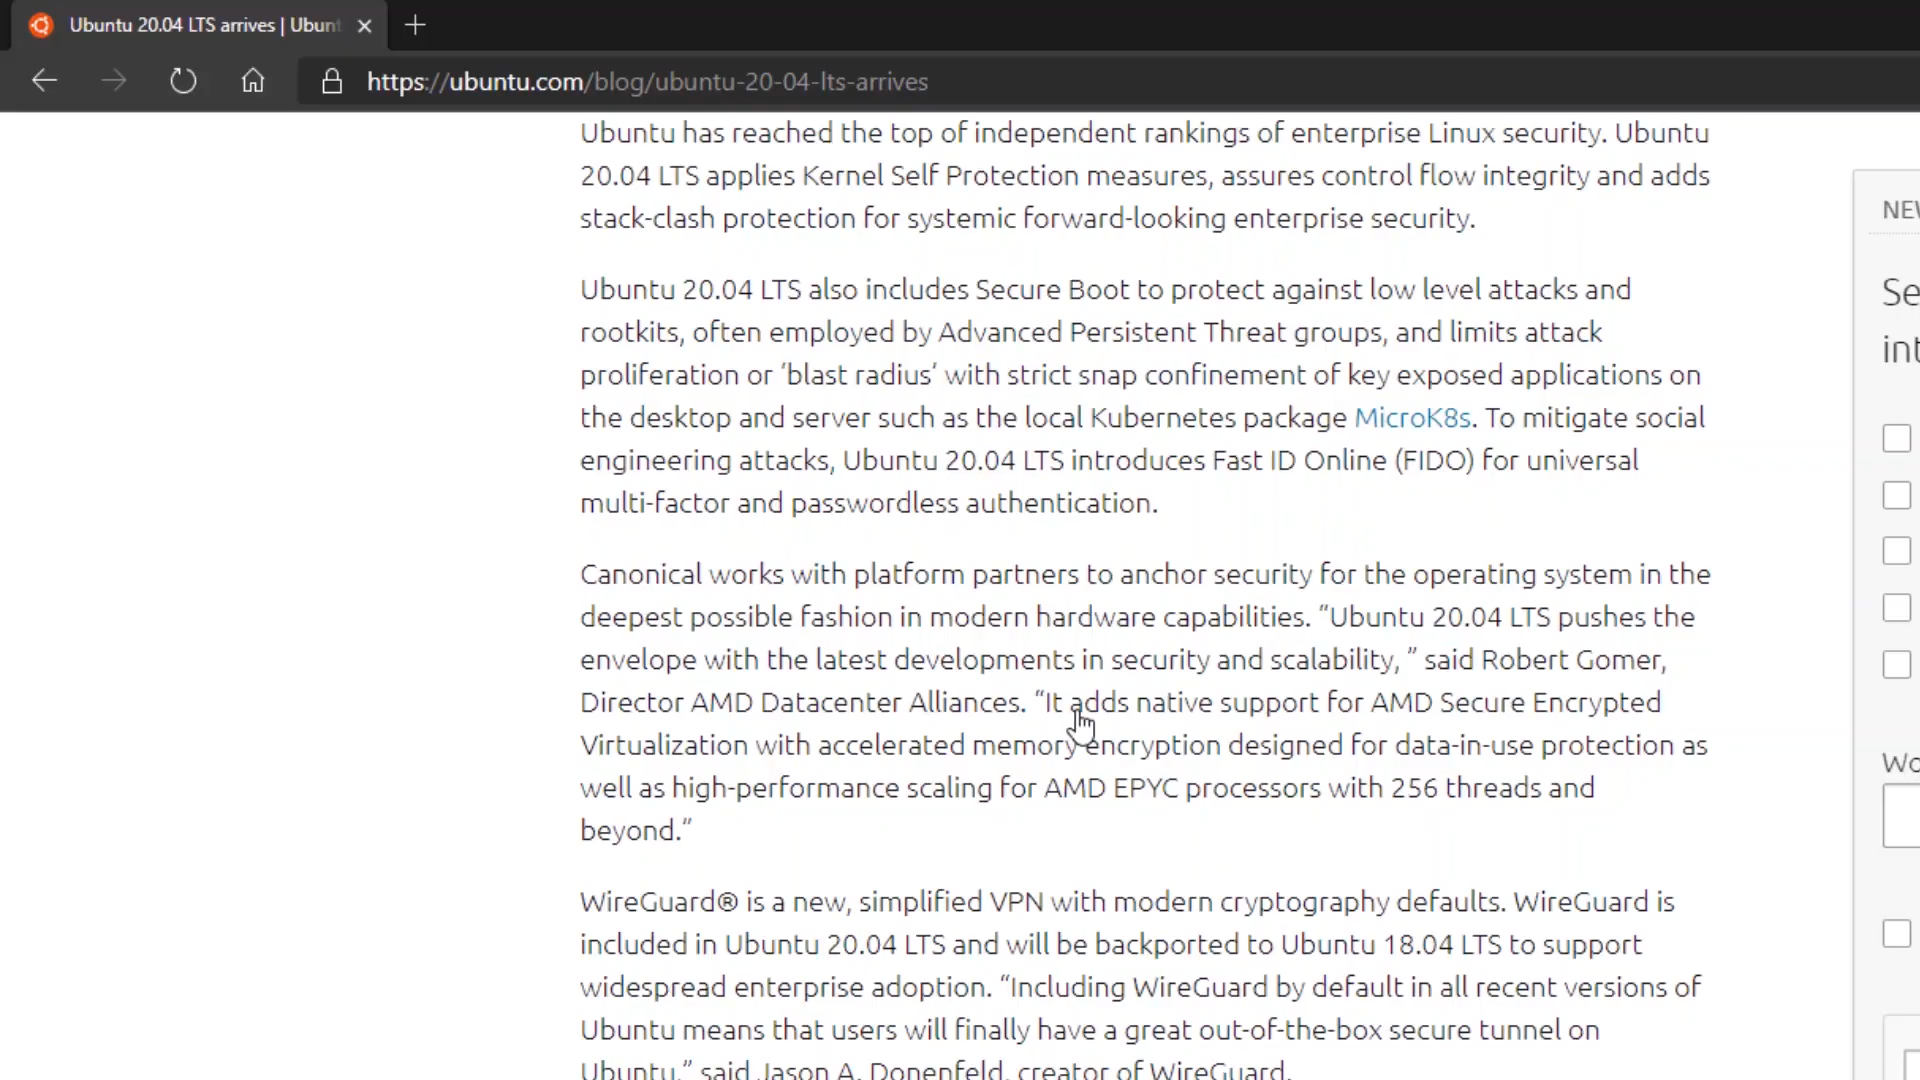 Ubuntu 20.04 LTS arrives | Ubunt
https://ubuntu.com/blog/ubuntu-20-04-lts-arrives
Ubuntu has reached the top of independent rankings of enterprise Linux security. Ubuntu
20.04 LTS applies Kernel Self Protection measures, assures control flow integrity and adds
stack-clash protection for systemic forward-looking enterprise security.
Ubuntu 20.04 LTS also includes Secure Boot to protect against low level attacks and
rootkits, often employed by Advanced Persistent Threat groups, and limits attack
proliferation or ‘blast radius’ with strict snap confinement of key exposed applications on
the desktop and server such as the local Kubernetes package MicroK8s. To mitigate social
engineering attacks, Ubuntu 20.04 LTS introduces Fast ID Online (FIDO) for universal
multi-factor and passwordless authentication.
Canonical works with platform partners to anchor security for the operating system in the
deepest possible fashion in modern hardware capabilities. “Ubuntu 20.04 LTS pushes the
envelope with the latest developments in security and scalability, ” said Robert Gomer,
Director AMD Datacenter Alliances. “It adds native support for AMD Secure Encrypted
Virtualization with accelerated memory encryption designed for data-in-use protection as
well as high-performance scaling for AMD EPYC processors with 256 threads and
beyond.”
WireGuard® is a new, simplified VPN with modern cryptography defaults. WireGuard is
included in Ubuntu 20.04 LTS and will be backported to Ubuntu 18.04 LTS to support
widespread enterprise adoption. “Including WireGuard by default in all recent versions of
Ubuntu means that users will finally have a great out-of-the-box secure tunnel on
Ubuntu,” said Jason A. Donenfeld, creator of WireGuard.
Se
int
Wo